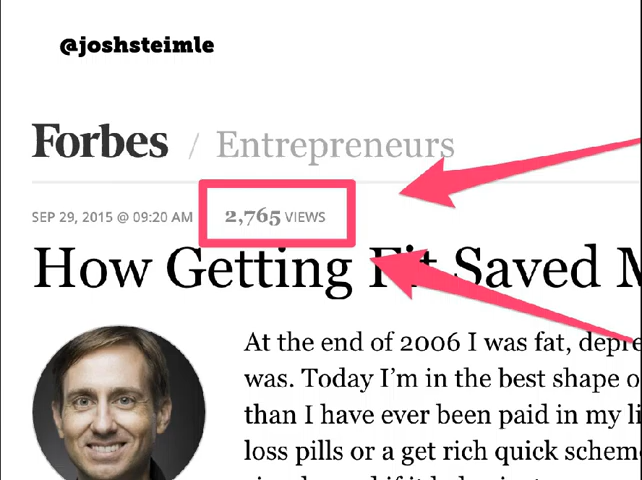 @joshsteimle
Forbes / Entrepreneurs
SEP 29, 2015 @ 09:20 AM 2,765 VIEWS
How Getting Fit Saved M
At the end of 2006 I was fat, depre
was. Today I'm in the best shape o
than I have ever been paid in my li
loss pills or a get rich quick schem